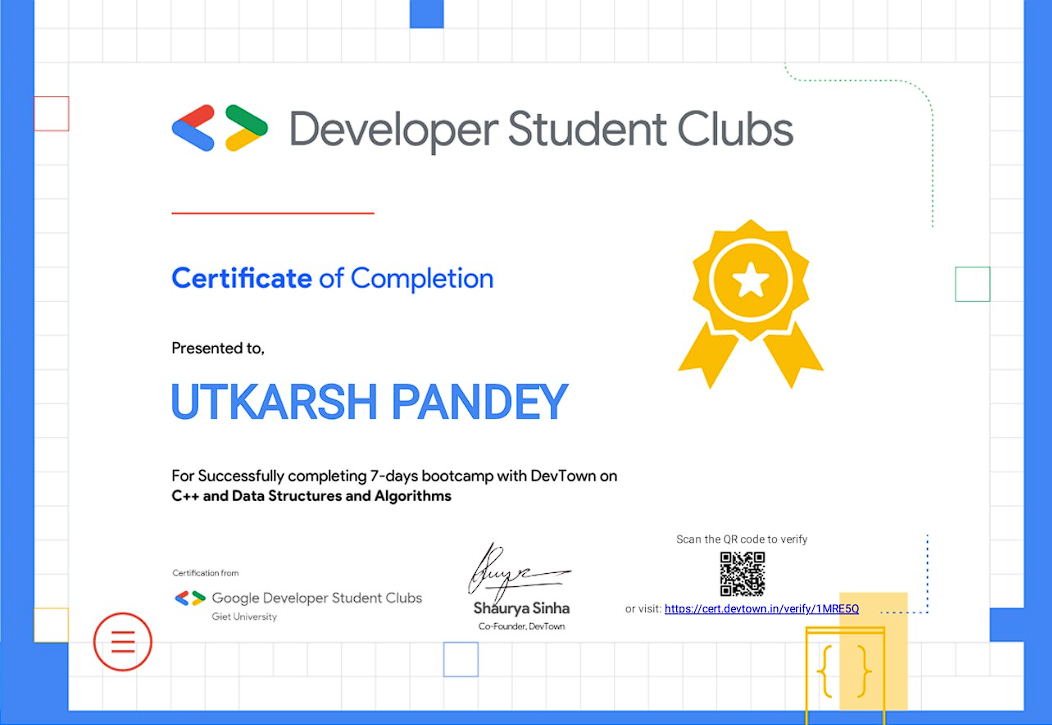 Developer Student Clubs
Certificate of Completion
Presented to,
UTKARSH PANDEY
For Successfully completing 7-days bootcamp with DevTown on
C++ and Data Structures and Algorithms
Certification from
Google Developer Student Clubs
Giet University
Shaurya Sinha
Co-Founder, DevTown
Scan the QR code to verify
or visit: https://cert.devtown.in/verify/1MRE5Q
{ }